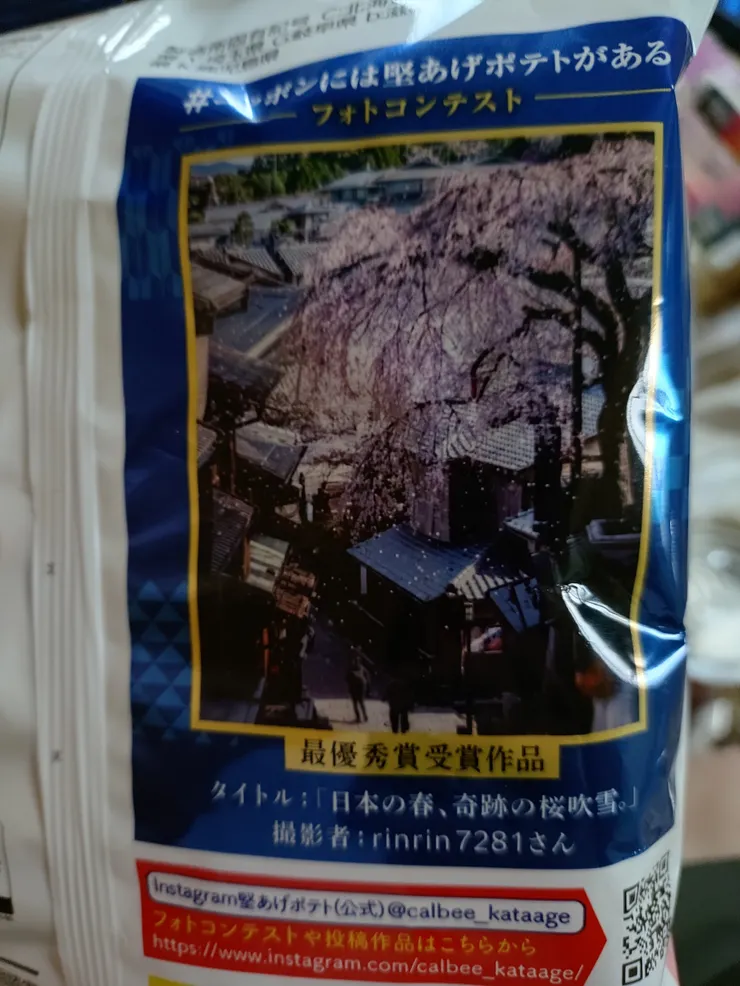 #ニッポンには堅あげポテトがある
フォトコンテスト
最優秀賞受賞作品
タイトル:「日本の春、奇跡の桜吹雪。」
撮影者:rinrin7281さん
Instagram堅あげポテト(公式)@calbee_kataage
フォトコンテストや投稿作品はこちらから
https://www.instagram.com/calbee_kataage/